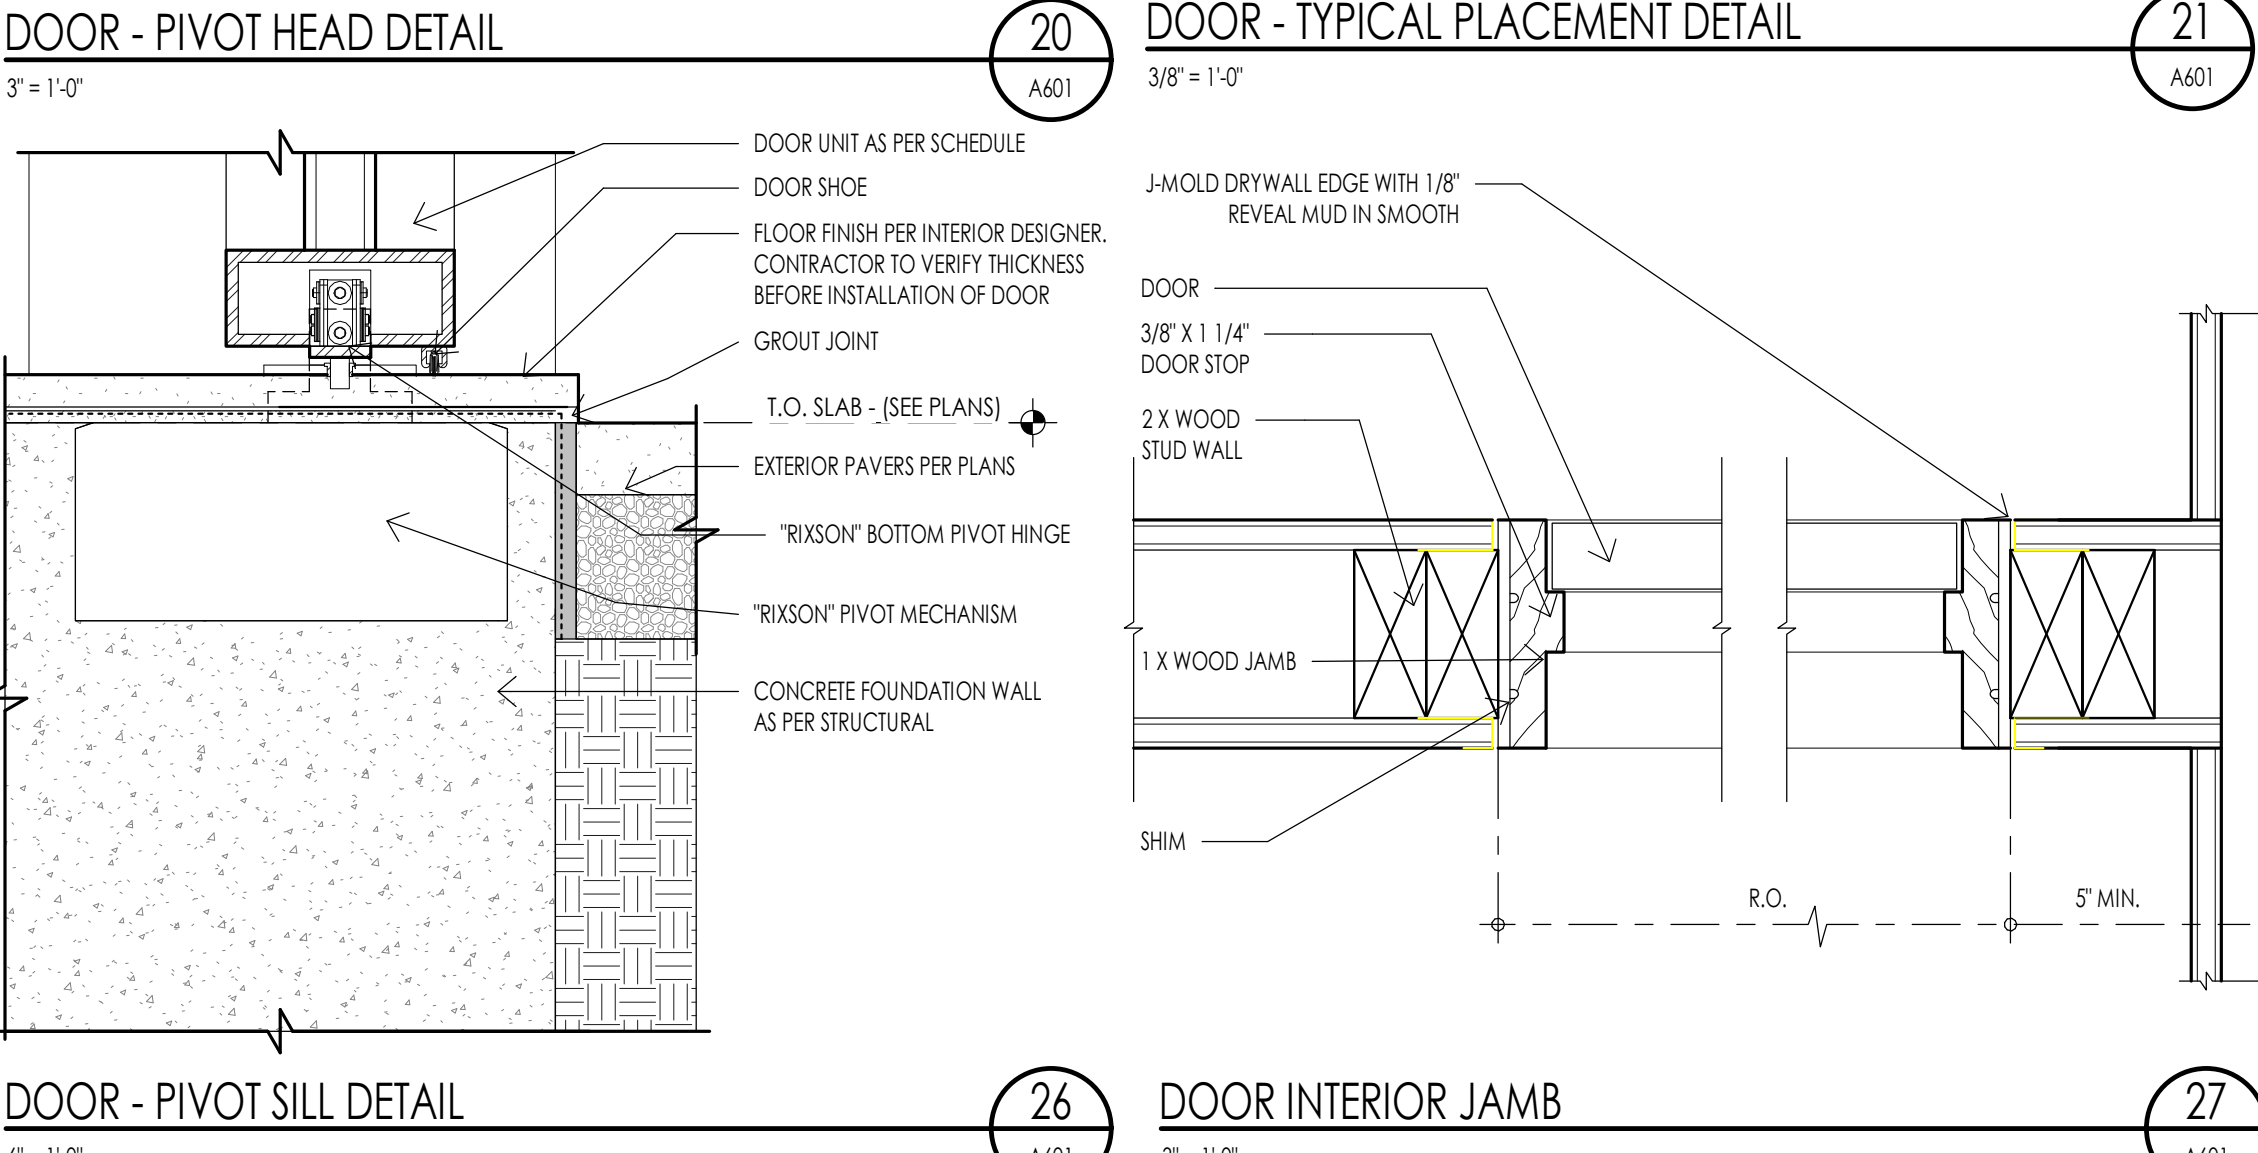 DOOR - PIVOT HEAD DETAIL
20
A601
3" = 1'-0"
DOOR - TYPICAL PLACEMENT DETAIL
21
A601
3/8" = 1'-0"
DOOR UNIT AS PER SCHEDULE
DOOR SHOE
FLOOR FINISH PER INTERIOR DESIGNER.
CONTRACTOR TO VERIFY THICKNESS
BEFORE INSTALLATION OF DOOR
GROUT JOINT
T.O. SLAB - (SEE PLANS)
EXTERIOR PAVERS PER PLANS
"RIXSON" BOTTOM PIVOT HINGE
"RIXSON" PIVOT MECHANISM
CONCRETE FOUNDATION WALL
AS PER STRUCTURAL
DOOR - PIVOT SILL DETAIL
26
A601
J-MOLD DRYWALL EDGE WITH 1/8"
REVEAL MUD IN SMOOTH
DOOR
3/8" X 1 1/4"
DOOR STOP
2 X WOOD
STUD WALL
1 X WOOD JAMB
SHIM
R.O.
5" MIN.
DOOR INTERIOR JAMB
27
A601